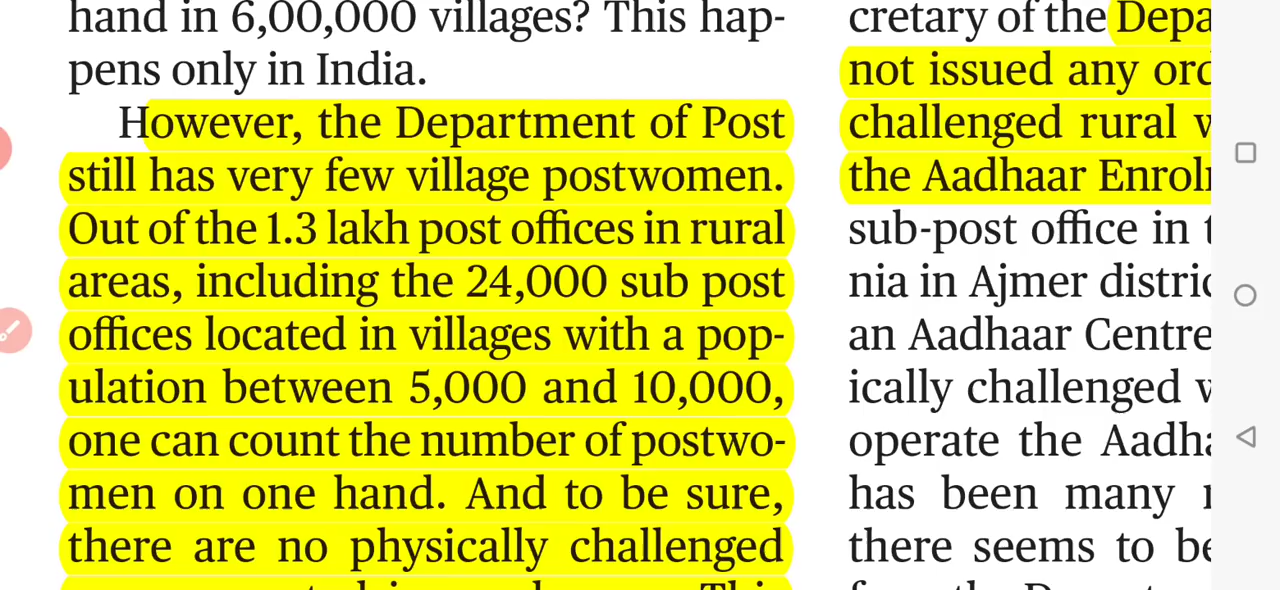 hand in 6,00,000 villages? This hap-
pens only in India.
However, the Department of Post
still has very few village postwomen.
Out of the 1.3 lakh post offices in rural
areas, including the 24,000 sub post
offices located in villages with a pop-
ulation between 5,000 and 10,000,
one can count the number of postwo-
men on one hand. And to be sure,
there are no physically challenged
cretary of the
not issued any
challenged rural
the Aadhaar
sub-post office in
nia in Ajmer
an Aadhaar Centre
ically challenged
operate the
has been many
there seems to